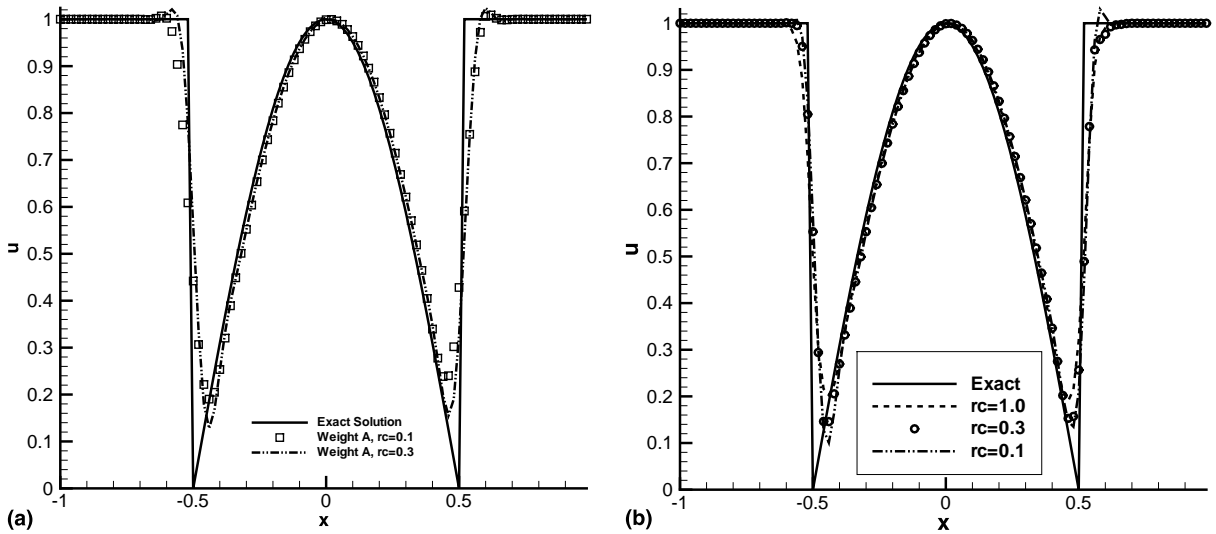 1
0.9
0.8
0.7
0.6
0.5
0.4
0.3
0.2
0.1
0
u
-1
-0.5
0
0.5
x
Exact Solution
Weight A, rc=0.1
Weight A, rc=0.3
(a)
1
0.9
0.8
0.7
0.6
0.5
0.4
0.3
0.2
0.1
0
u
-1
-0.5
0
0.5
x
Exact
rc=1.0
rc=0.3
rc=0.1
(b)